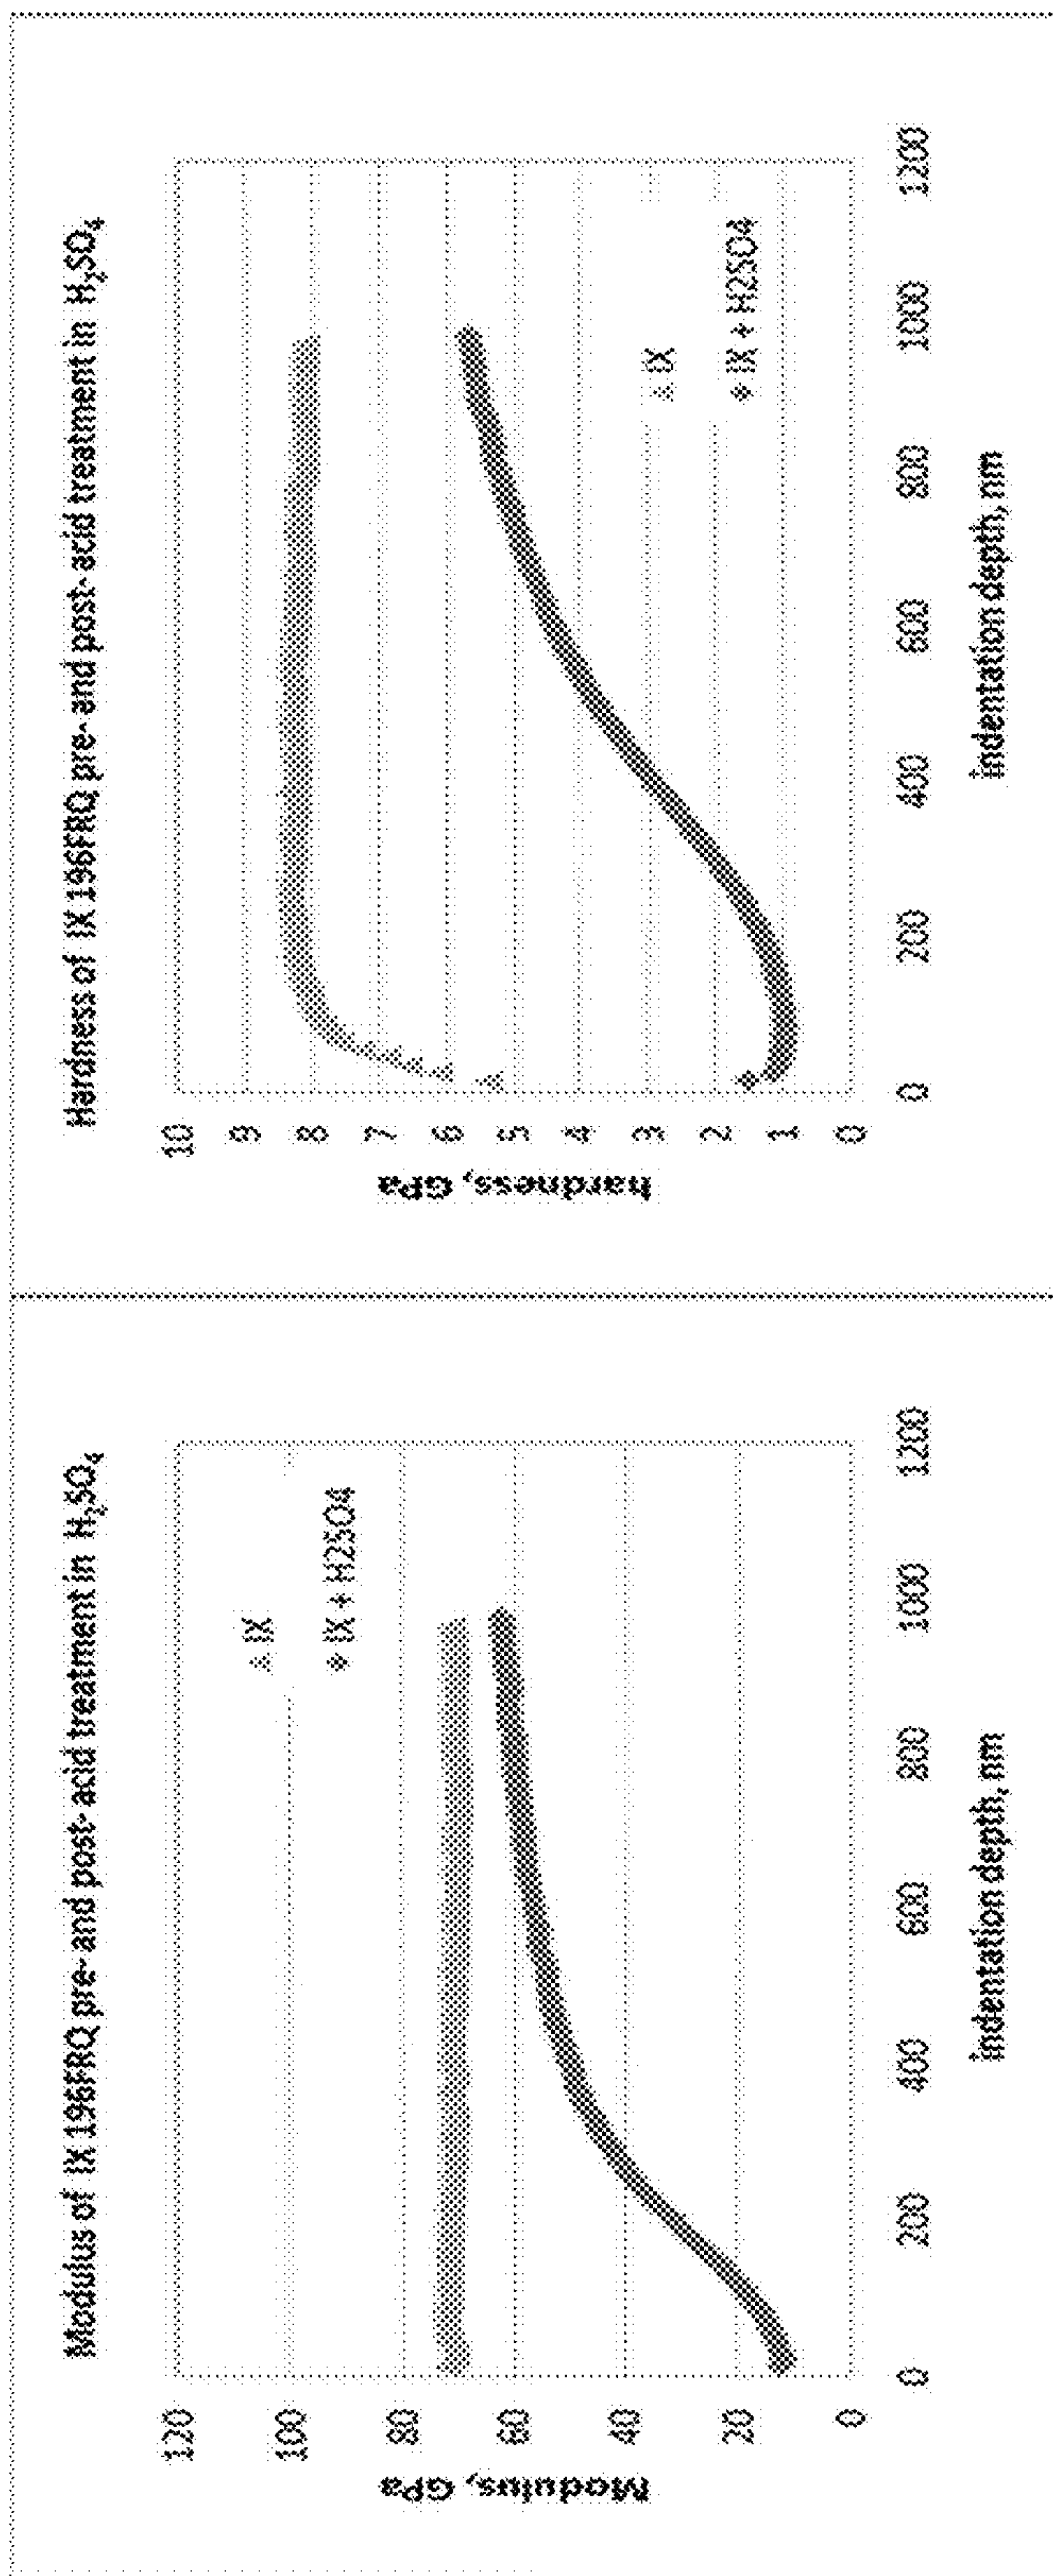 Modulus of IX 196FRQ pre- and post- acid treatment in H₂SO₄
Modulus, GPa
120
100
80
60
40
20
0
0 200 400 600 800 1000 1200
indentation depth, nm
IX
IX + H2SO4
Hardness of IX 196FRQ pre- and post- acid treatment in H₂SO₄
hardness, GPa
10
9
8
7
6
5
4
3
2
1
0
0 200 400 600 800 1000 1200
indentation depth, nm
IX
IX + H2SO4